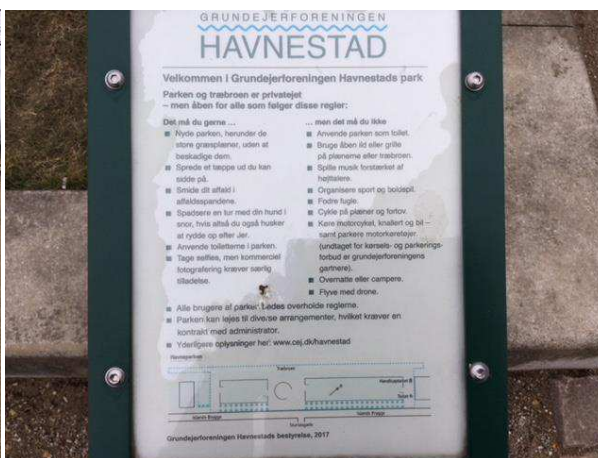 GRUNDEJERFORENINGEN
HAVNESTAD
Velkommen i Grundejerforeningen Havnestads park
Parken og træbroen er privatejet
– men åben for alle som følger disse regler:
Det må du gerne ...
Nyde parken, herunder de
store græsplæner, uden at
beskadige dem.
Sprede et tæppe ud du kan
sidde på.
Smide dit affald i
affaldsspandene.
Spadsere en tur med din hund i
snor, hvis altså du også husker
at rydde op efter jer.
Anvende toiletterne i parken.
Tage selfies, men kommerciel
fotografering kræver særlig
tilladelse.
... men det må du ikke
Anvende parken som toilet.
Bruge åben ild eller grille
på plænerne eller træbroen.
Spille musik forstærket af
højttalere.
Organisere sport og boldspil.
Fodre fugle.
Cykle på plæner og fortov.
Køre motorcykel, knallert og bil –
samt parkere motorkøretøjer.
(undtaget for kørsels- og parkerings-
forbud er grundejerforeningens
gartnere).
Overnatte eller campere.
Flyve med drone.
Alle brugere af parken bedes overholde reglerne.
Parken kan lejes til diverse arrangementer, hvilket kræver en
kontrakt med administrator.
Yderligere oplysninger her: www.cej.dk/havnestad
Havneparken
Træbroen
Islands Brygge
Islands Brygge
Grundejerforeningen Havnestads bestyrelse, 2017